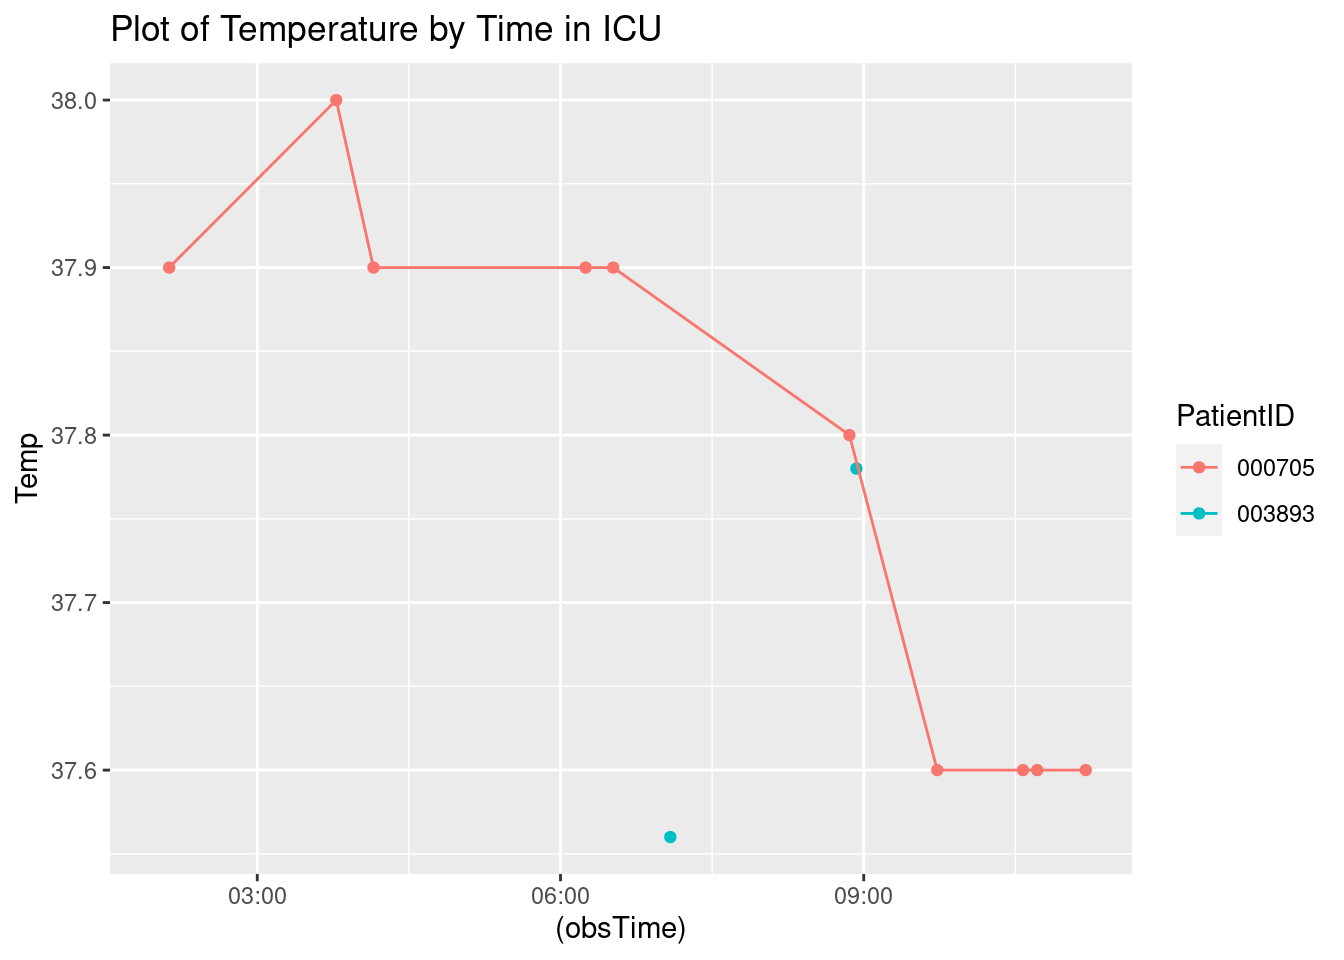 Plot of Temperature by Time in ICU
38.0
37.9
37.8
37.7
37.6
Temp
03:00 06:00 09:00
(obsTime)
PatientID
000705
003893